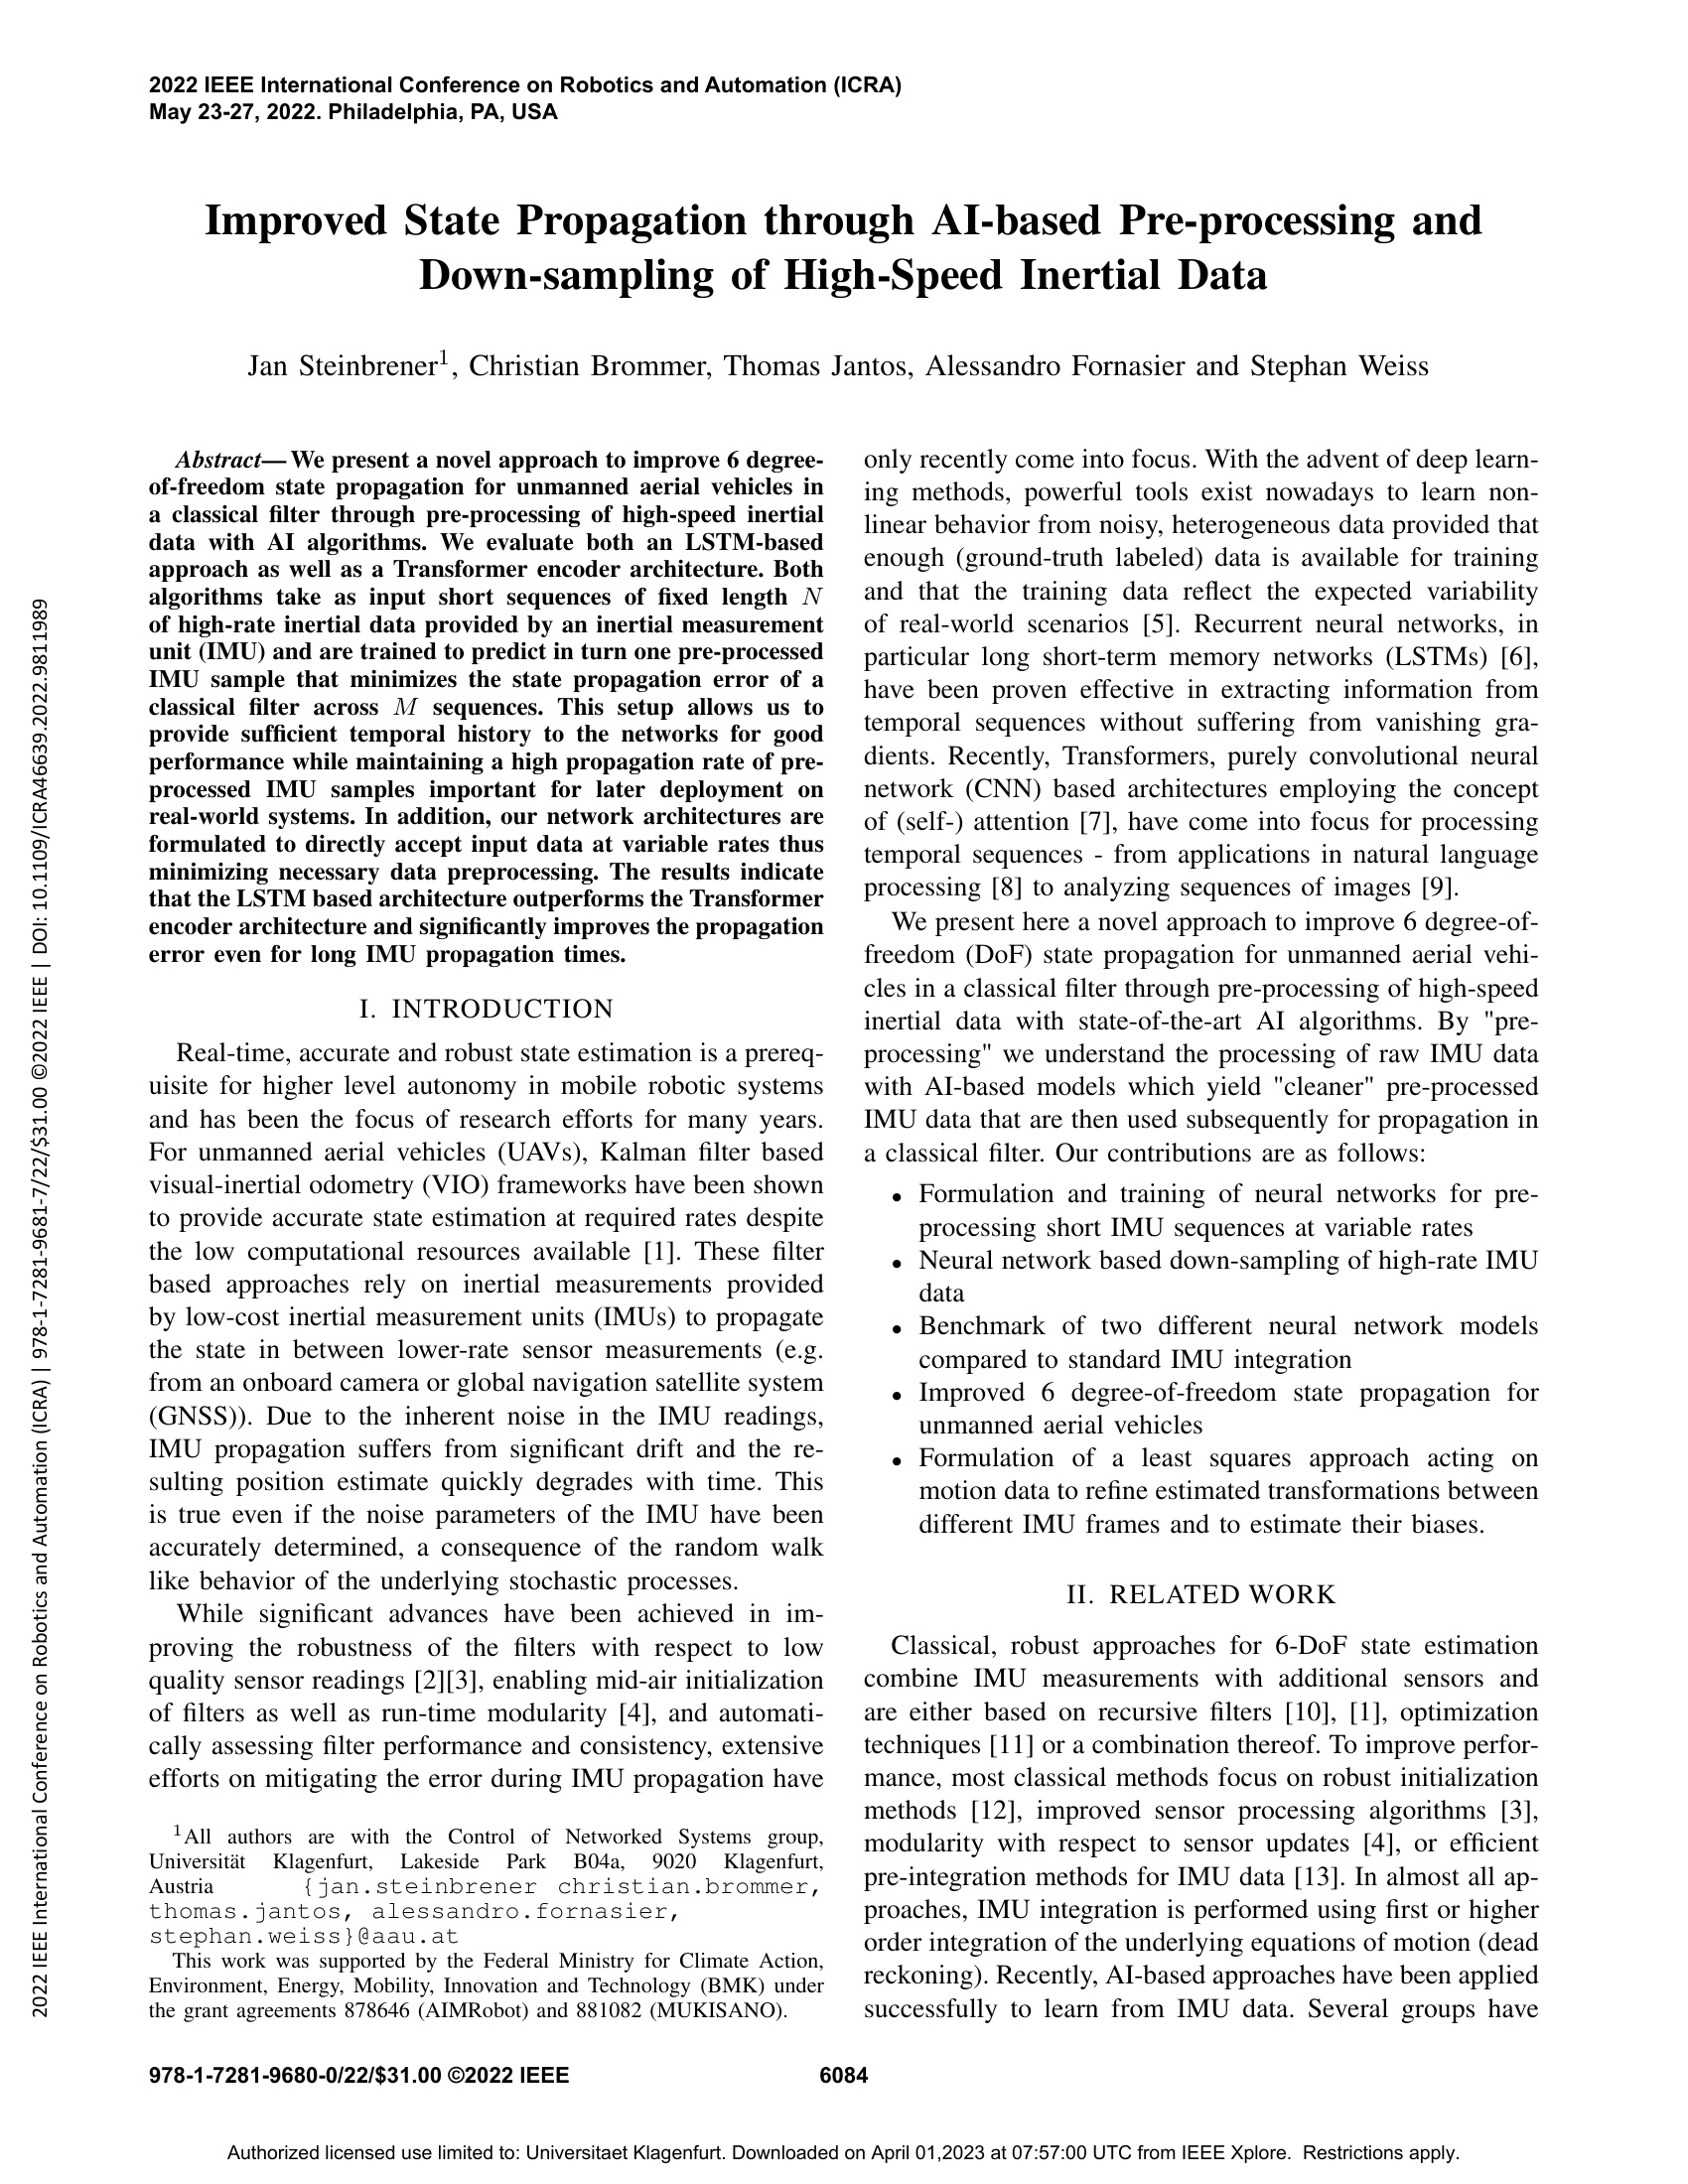 2022 IEEE International Conference on Robotics and Automation (ICRA)
May 23-27, 2022. Philadelphia, PA, USA
Improved State Propagation through AI-based Pre-processing and
Down-sampling of High-Speed Inertial Data
Jan Steinbrener1, Christian Brommer, Thomas Jantos, Alessandro Fornasier and Stephan Weiss
Abstract— We present a novel approach to improve 6 degree-
of-freedom state propagation for unmanned aerial vehicles in
a classical filter through pre-processing of high-speed inertial
data with AI algorithms. We evaluate both an LSTM-based
approach as well as a Transformer encoder architecture. Both
algorithms take as input short sequences of fixed length N
of high-rate inertial data provided by an inertial measurement
unit (IMU) and are trained to predict in turn one pre-processed
IMU sample that minimizes the state propagation error of a
classical filter across M sequences. This setup allows us to
provide sufficient temporal history to the networks for good
performance while maintaining a high propagation rate of pre-
processed IMU samples important for later deployment on
real-world systems. In addition, our network architectures are
formulated to directly accept input data at variable rates thus
minimizing necessary data preprocessing. The results indicate
that the LSTM based architecture outperforms the Transformer
encoder architecture and significantly improves the propagation
error even for long IMU propagation times.
I. INTRODUCTION
Real-time, accurate and robust state estimation is a prereq-
uisite for higher level autonomy in mobile robotic systems
and has been the focus of research efforts for many years.
For unmanned aerial vehicles (UAVs), Kalman filter based
visual-inertial odometry (VIO) frameworks have been shown
to provide accurate state estimation at required rates despite
the low computational resources available [1]. These filter
based approaches rely on inertial measurements provided
by low-cost inertial measurement units (IMUs) to propagate
the state in between lower-rate sensor measurements (e.g.
from an onboard camera or global navigation satellite system
(GNSS)). Due to the inherent noise in the IMU readings,
IMU propagation suffers from significant drift and the re-
sulting position estimate quickly degrades with time. This
is true even if the noise parameters of the IMU have been
accurately determined, a consequence of the random walk
like behavior of the underlying stochastic processes.
While significant advances have been achieved in im-
proving the robustness of the filters with respect to low
quality sensor readings [2][3], enabling mid-air initialization
of filters as well as run-time modularity [4], and automati-
cally assessing filter performance and consistency, extensive
efforts on mitigating the error during IMU propagation have
1All authors are with the Control of Networked Systems group,
Universität Klagenfurt, Lakeside Park B04a, 9020 Klagenfurt,
Austria {jan.steinbrener christian.brommer,
thomas.jantos, alessandro.fornasier,
stephan.weiss}@aau.at
This work was supported by the Federal Ministry for Climate Action,
Environment, Energy, Mobility, Innovation and Technology (BMK) under
the grant agreements 878646 (AIMRobot) and 881082 (MUKISANO).
only recently come into focus. With the advent of deep learn-
ing methods, powerful tools exist nowadays to learn non-
linear behavior from noisy, heterogeneous data provided that
enough (ground-truth labeled) data is available for training
and that the training data reflect the expected variability
of real-world scenarios [5]. Recurrent neural networks, in
particular long short-term memory networks (LSTMs) [6],
have been proven effective in extracting information from
temporal sequences without suffering from vanishing gra-
dients. Recently, Transformers, purely convolutional neural
network (CNN) based architectures employing the concept
of (self-) attention [7], have come into focus for processing
temporal sequences - from applications in natural language
processing [8] to analyzing sequences of images [9].
We present here a novel approach to improve 6 degree-of-
freedom (DoF) state propagation for unmanned aerial vehi-
cles in a classical filter through pre-processing of high-speed
inertial data with state-of-the-art AI algorithms. By "pre-
processing" we understand the processing of raw IMU data
with AI-based models which yield "cleaner" pre-processed
IMU data that are then used subsequently for propagation in
a classical filter. Our contributions are as follows:
• Formulation and training of neural networks for pre-
processing short IMU sequences at variable rates
• Neural network based down-sampling of high-rate IMU
data
• Benchmark of two different neural network models
compared to standard IMU integration
• Improved 6 degree-of-freedom state propagation for
unmanned aerial vehicles
• Formulation of a least squares approach acting on
motion data to refine estimated transformations between
different IMU frames and to estimate their biases.
II. RELATED WORK
Classical, robust approaches for 6-DoF state estimation
combine IMU measurements with additional sensors and
are either based on recursive filters [10], [1], optimization
techniques [11] or a combination thereof. To improve perfor-
mance, most classical methods focus on robust initialization
methods [12], improved sensor processing algorithms [3],
modularity with respect to sensor updates [4], or efficient
pre-integration methods for IMU data [13]. In almost all ap-
proaches, IMU integration is performed using first or higher
order integration of the underlying equations of motion (dead
reckoning). Recently, AI-based approaches have been applied
successfully to learn from IMU data. Several groups have
2022 IEEE International Conference on Robotics and Automation (ICRA) | 978-1-7281-9681-7/22/$31.00 ©2022 IEEE | DOI: 10.1109/ICRA46639.2022.9811989
978-1-7281-9680-0/22/$31.00 ©2022 IEEE
6084
Authorized licensed use limited to: Universitaet Klagenfurt. Downloaded on April 01,2023 at 07:57:00 UTC from IEEE Xplore. Restrictions apply.